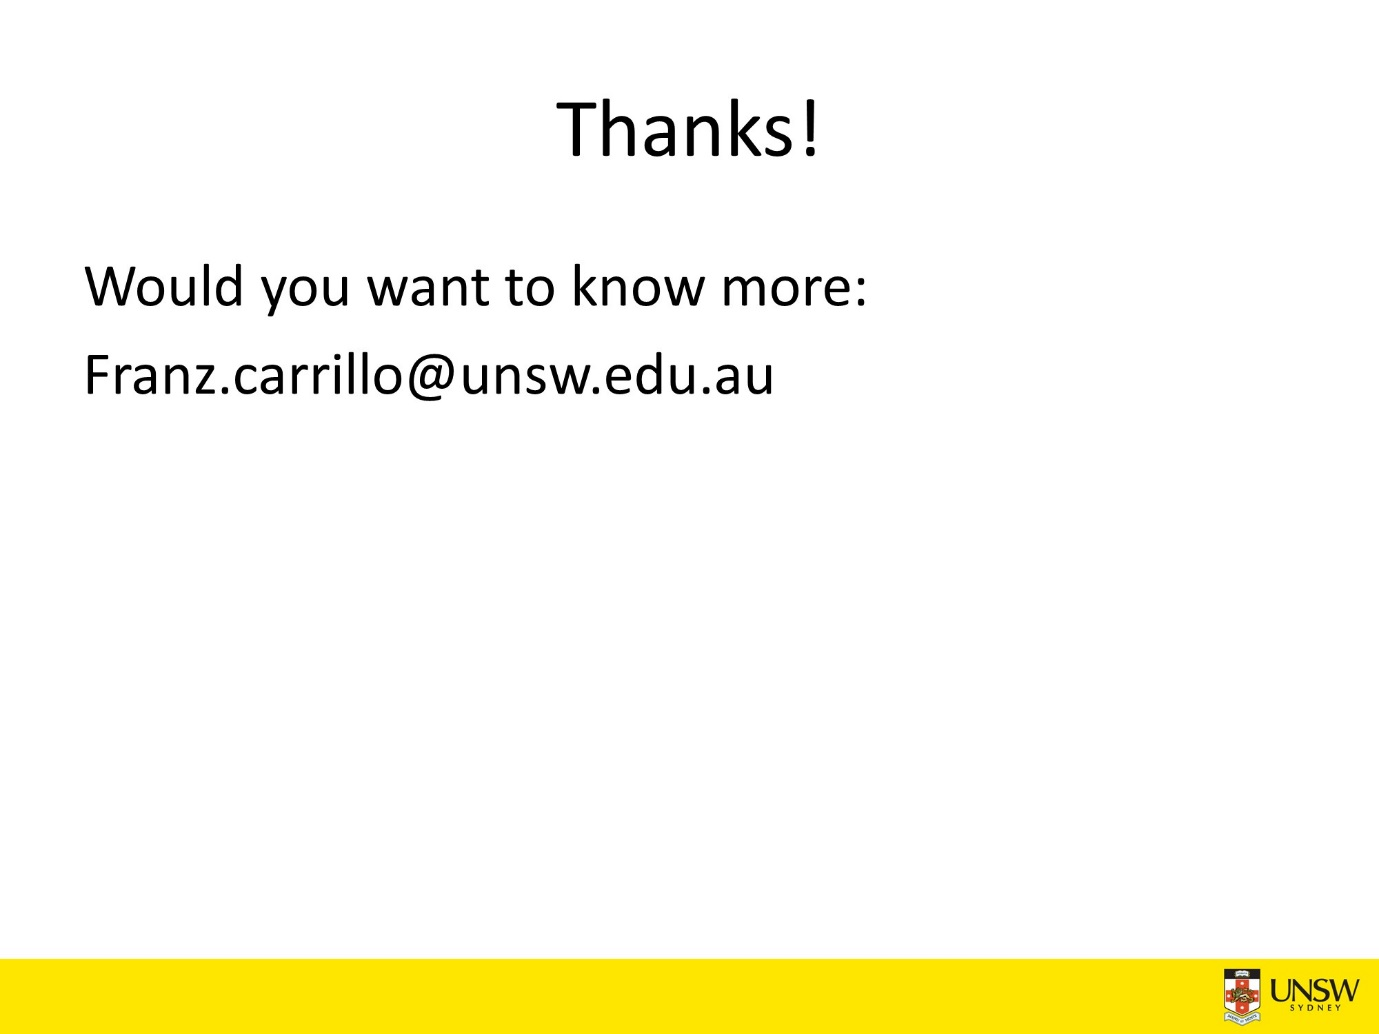 Thanks!
Would you want to know more:
Franz.carrillo@unsw.edu.au
UNSW
SYDNEY